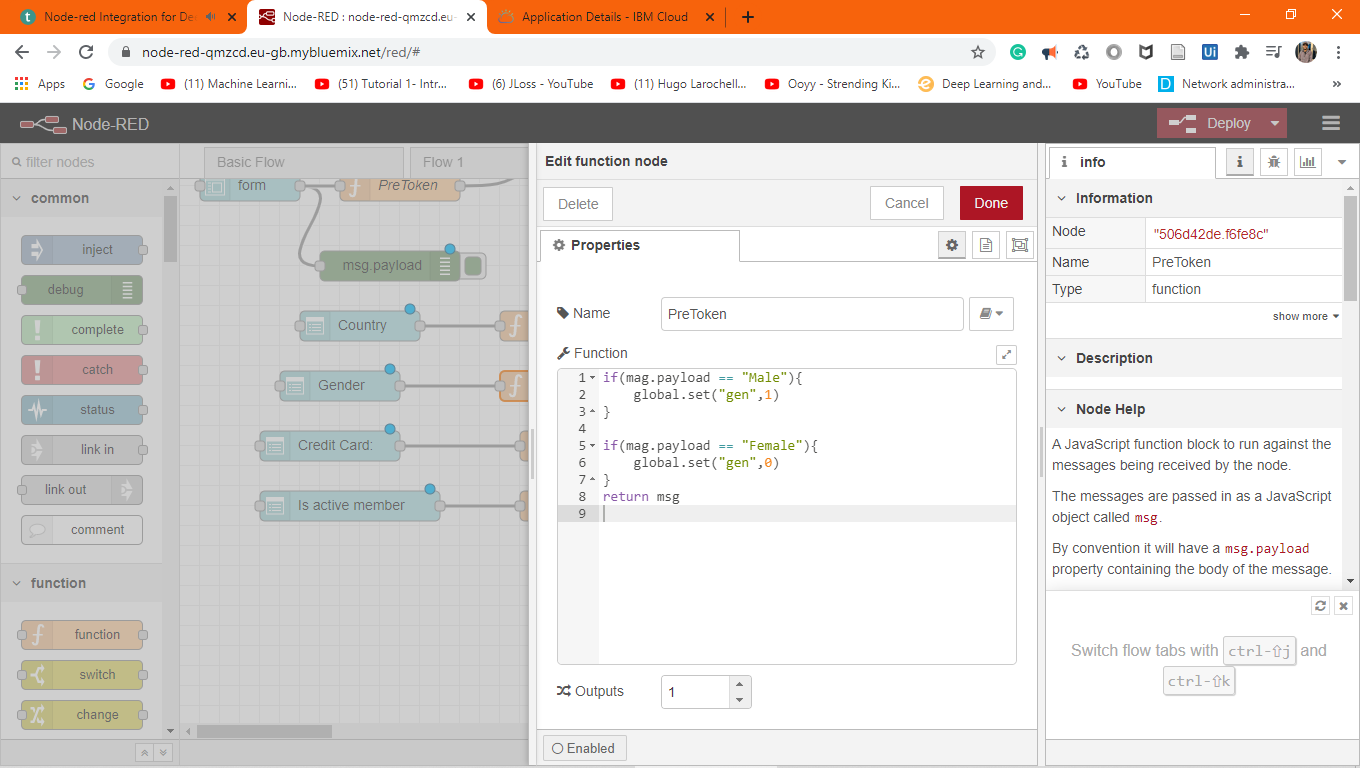 Node-red Integration for De
Node-RED : node-red-qmzcd.eu-
Application Details - IBM Cloud
node-red-qmzcd.eu-gb.mybluemix.net/red/#
Apps
Google
(11) Machine Learni...
(51) Tutorial 1- Intr...
(6) JLoss - YouTube
(11) Hugo Larochell...
Ooyy - Strending Ki...
Deep Learning and...
YouTube
Network administra...
»
Node-RED
Deploy
filter nodes
common
inject
debug
complete
catch
status
link in
link out
comment
function
function
switch
change
Basic Flow
Flow 1
form
PreToken
msg.payload
Country
Gender
Credit Card:
Is active member
Edit function node
Delete
Cancel
Done
Properties
Name
PreToken
Function
1 if(mag.payload == "Male"){
2 global.set("gen",1)
3 }
4
5 if(mag.payload == "Female"){
6 global.set("gen",0)
7 }
8 return msg
9
Outputs
1
Enabled
info
Information
Node
"506d42de.f6fe8c"
Name
PreToken
Type
function
show more
Description
Node Help
A JavaScript function block to run against the
messages being received by the node.
The messages are passed in as a JavaScript
object called msg.
By convention it will have a msg.payload
property containing the body of the message.
Switch flow tabs with ctrl-⇧j and
ctrl-⇧k